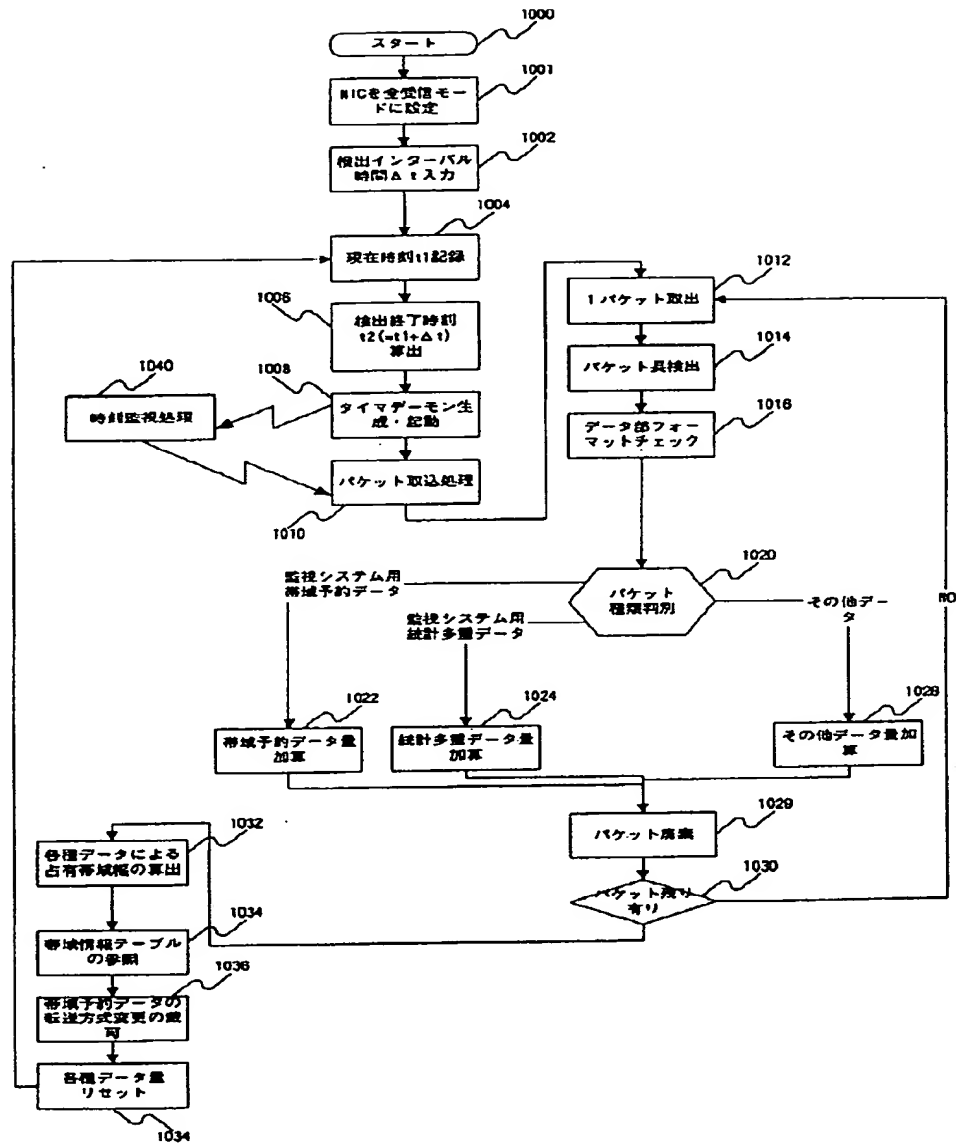 1000
スタート
1001
NICを全受信モー
ドに設定
1002
検出インターバル
時間Δt入力
1004
現在時刻t1記録
1006
検出終了時刻
t2(=t1+Δt)
算出
1008
タイマデーモン生
成・起動
1040
時刻監視処理
パケット取込処理
1010
1012
1パケット取出
1014
パケット長検出
1016
データ部フォー
マットチェック
1020
パケット
種類判別
監視システム用
帯域予約データ
監視システム用
統計多重データ
その他デー
タ
NO
1022
帯域予約データ量
加算
1024
統計多重データ量
加算
1028
その他データ量加
算
1029
パケット廃棄
1030
パケット残り
有り
1032
各種データによる
占有帯域幅の算出
1034
帯域情報テーブル
の参照
1036
帯域予約データの
転送方式変更の裁
可
各種データ量
リセット
1034